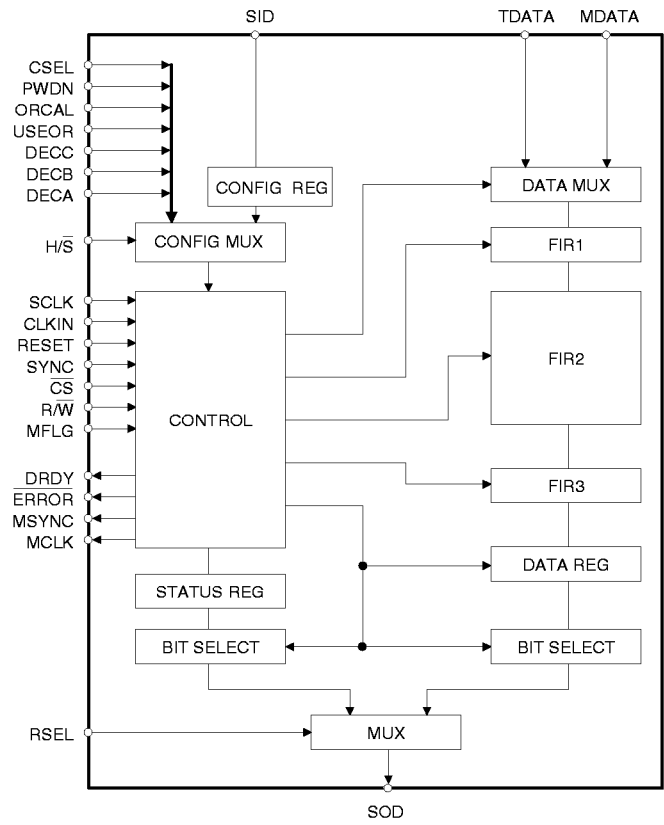 SID TDATA MDATA
CSEL
PWDN
ORCAL
USEOR
DECC
DECB
DECA
CONFIG REG
DATA MUX
H/S̅
CONFIG MUX
FIR1
SCLK
CLKIN
RESET
SYNC
C̅S̅
R/W̅
MFLG
CONTROL
FIR2
DRDY
E̅R̅R̅O̅R̅
MSYNC
MCLK
FIR3
DATA REG
STATUS REG
BIT SELECT
BIT SELECT
RSEL
MUX
SOD